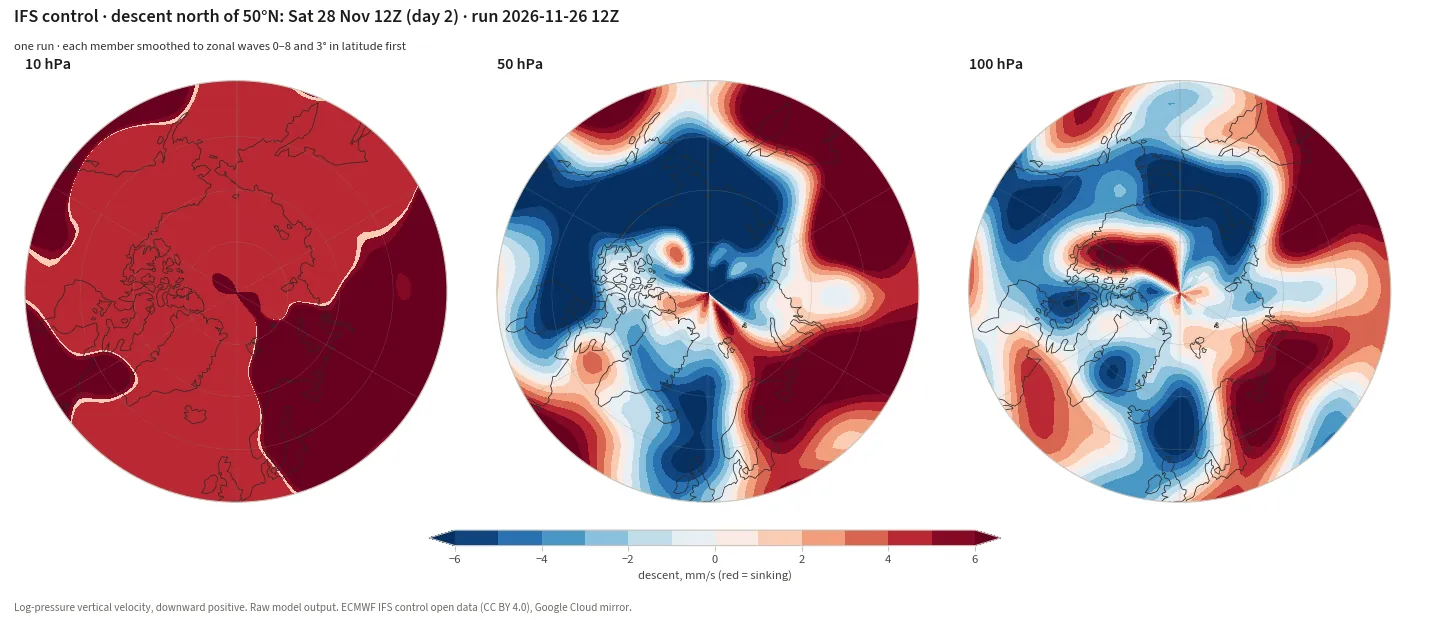 IFS control · descent north of 50°N: Sat 28 Nov 12Z (day 2) · run 2026-11-26 12Z
one run · each member smoothed to zonal waves 0–8 and 3° in latitude first
10 hPa
50 hPa
100 hPa
−6 −4 −2 0 2 4 6
descent, mm/s (red = sinking)
Log-pressure vertical velocity, downward positive. Raw model output. ECMWF IFS control open data (CC BY 4.0), Google Cloud mirror.